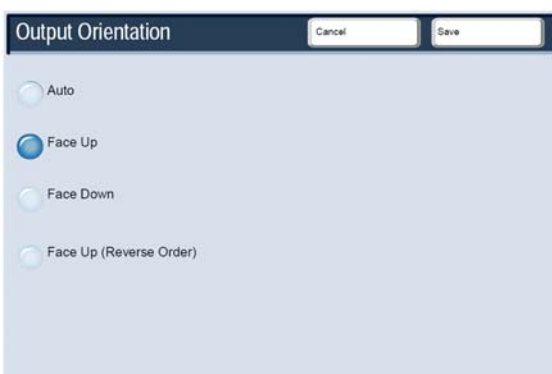 Output Orientation
Cancel
Save
Auto
Face Up
Face Down
Face Up (Reverse Order)